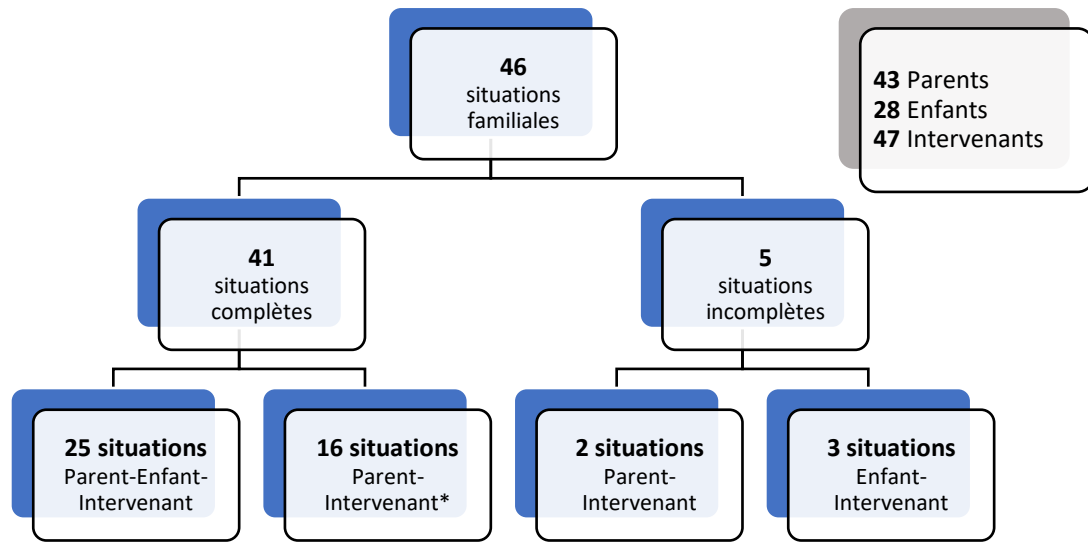 46
situations
familiales
43 Parents
28 Enfants
47 Intervenants
41
situations
complètes
5
situations
incomplètes
25 situations
Parent-Enfant-
Intervenant
16 situations
Parent-
Intervenant*
2 situations
Parent-
Intervenant
3 situations
Enfant-
Intervenant